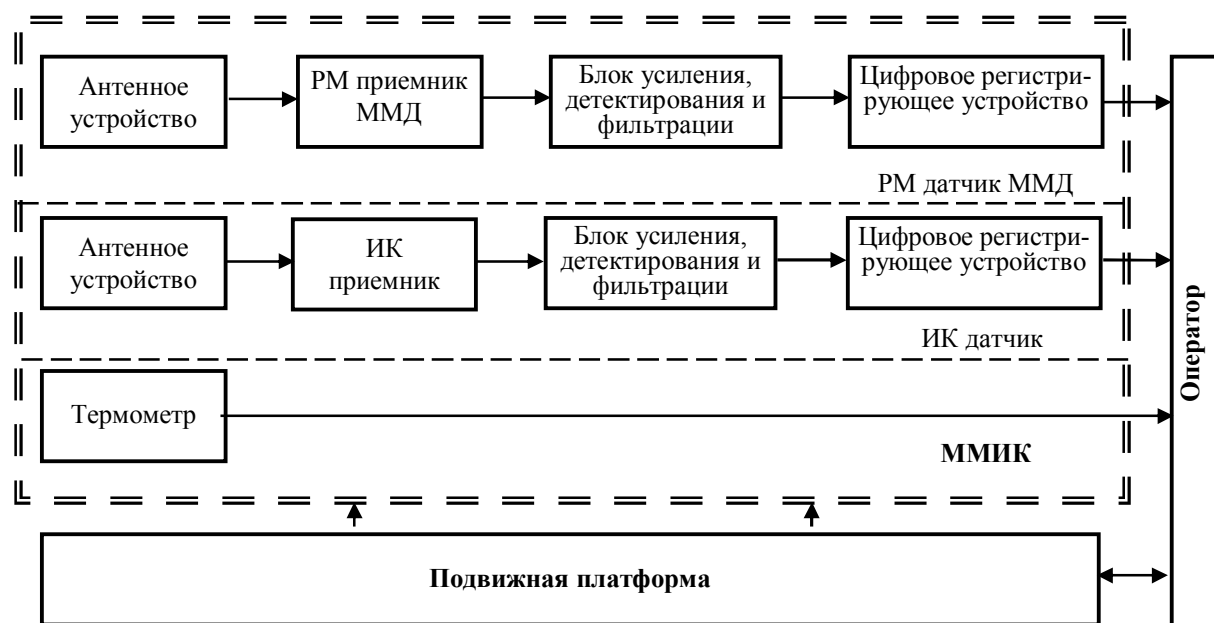 Антенное
устройство
РМ приемник
ММД
Блок усиления,
детектирования и
фильтрации
Цифровое регистри-
рующее устройство
РМ датчик ММД
Антенное
устройство
ИК
приемник
Блок усиления,
детектирования и
фильтрации
Цифровое регистри-
рующее устройство
ИК датчик
Термометр
ММИК
Оператор
Подвижная платформа